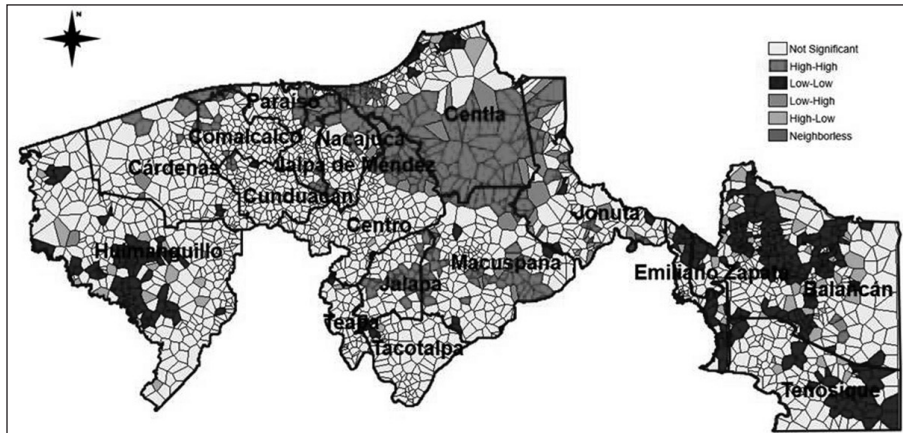 N
Not Significant
High-High
Low-Low
Low-High
High-Low
Neighborless
Paraíso
Centla
Comalcalco
Nacajuca
Cárdenas
Jalpa de Méndez
Cunduacán
Centro
Jonuta
Huimanguillo
Macuspana
Emiliano Zapata
Jalapa
Balancán
Teapa
Tacotalpa
Tenosique